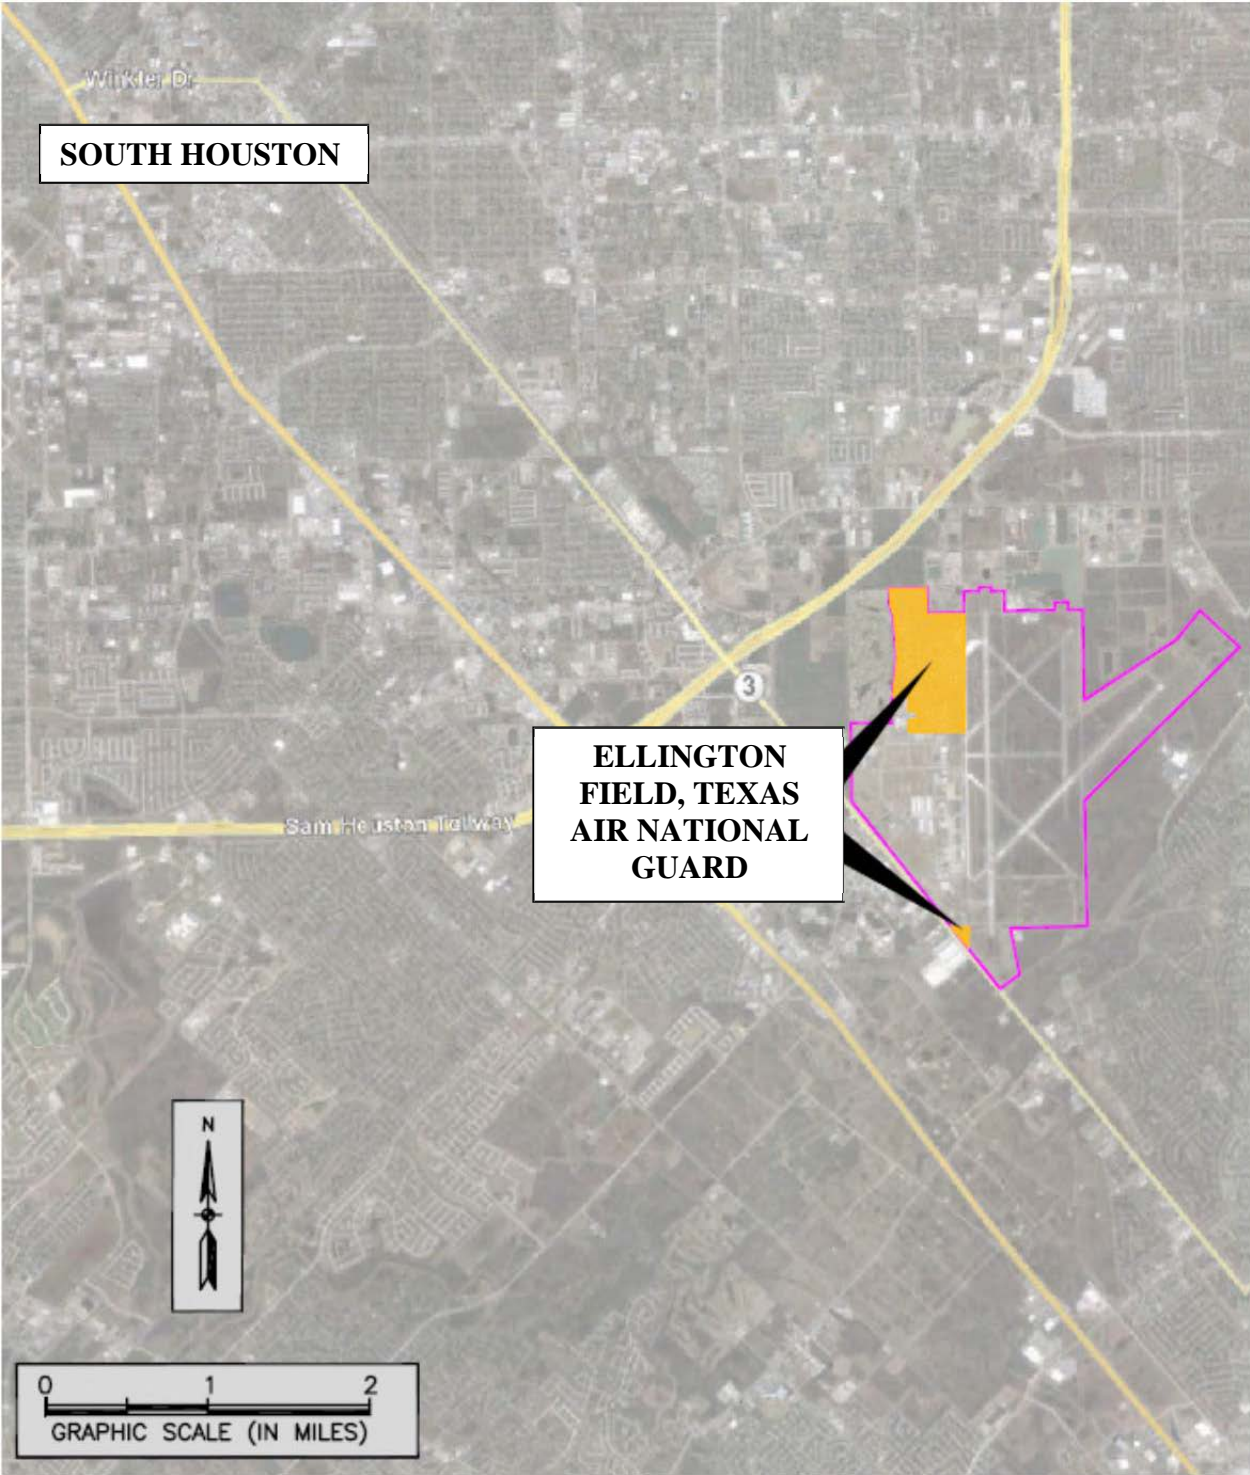 Winkler Dr
SOUTH HOUSTON
3
ELLINGTON
FIELD, TEXAS
AIR NATIONAL
GUARD
Sam Houston Tollway
N
0 1 2
GRAPHIC SCALE (IN MILES)